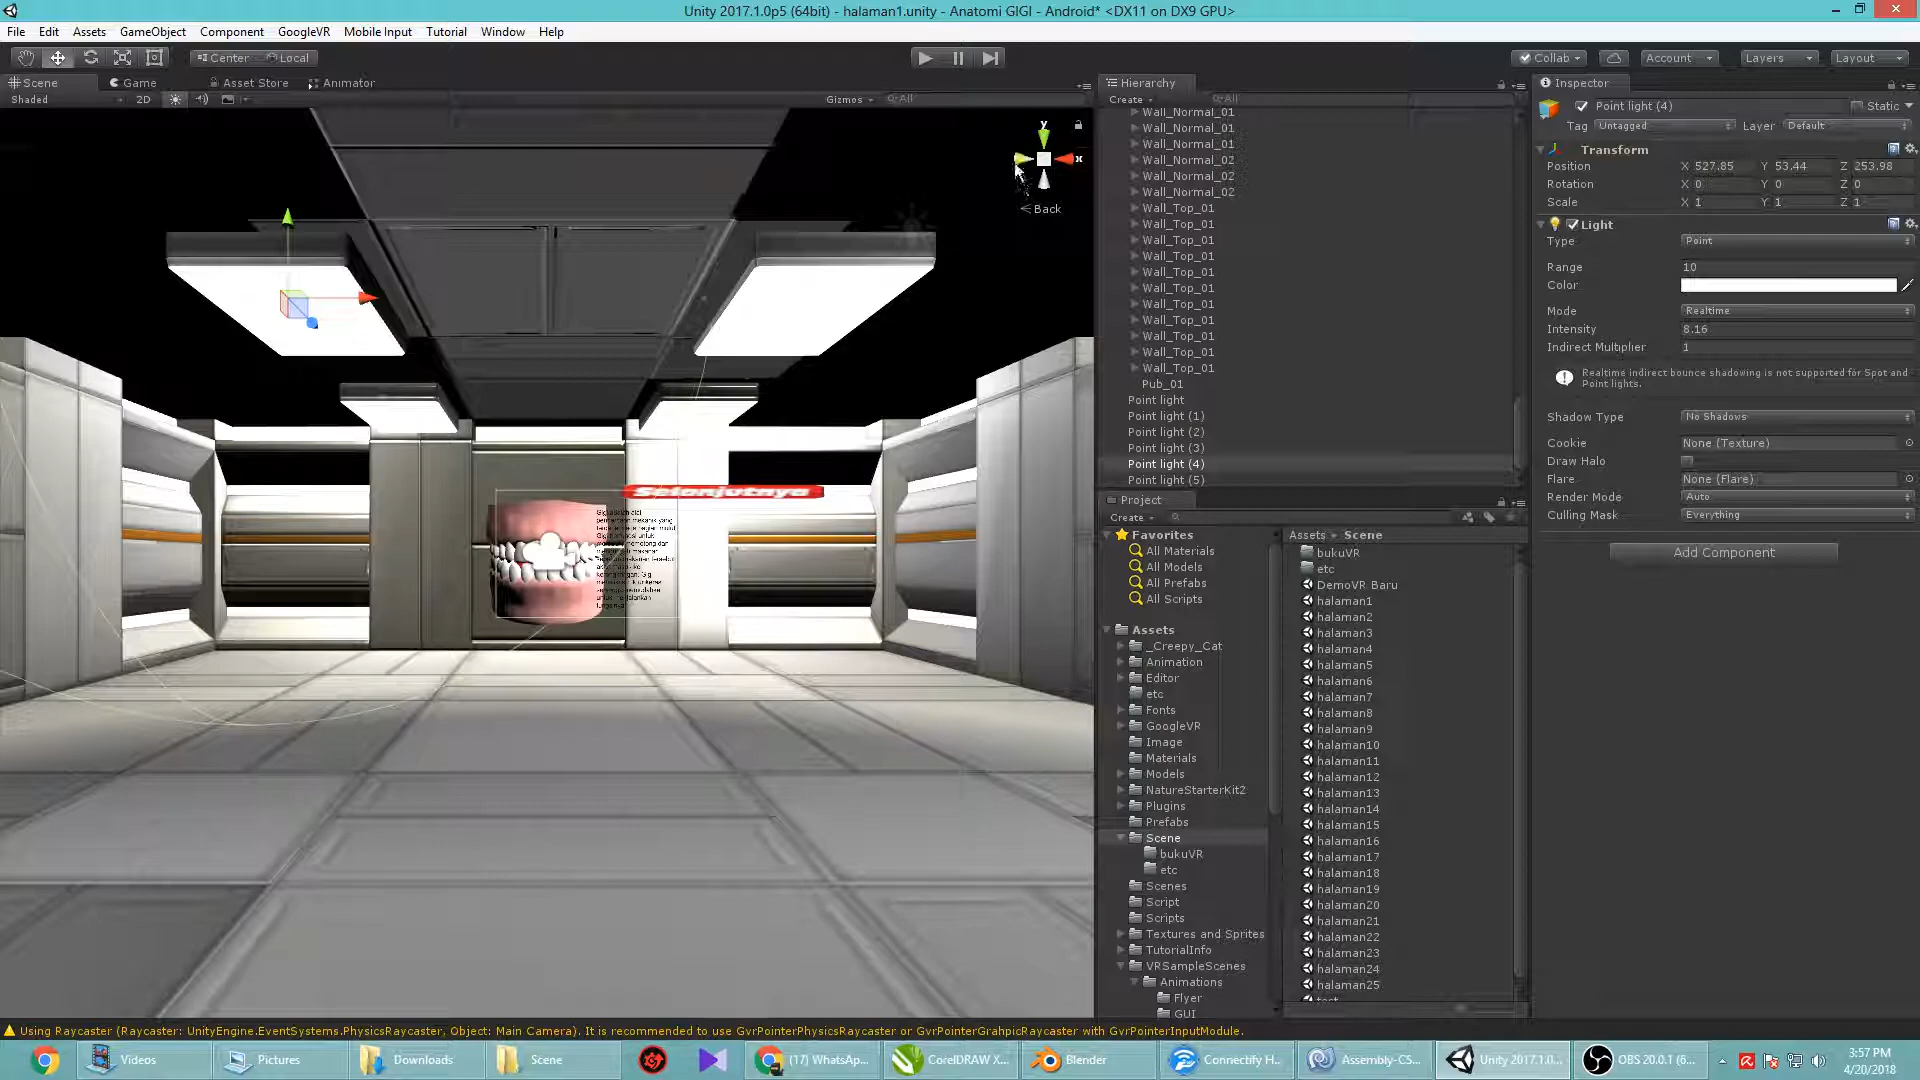 Unity 2017.1.0p5 (64bit) - halaman1.unity - Anatomi GIGI - Android* <DX11 on DX9 GPU>
File Edit Assets GameObject Component GoogleVR Mobile Input Tutorial Window Help
Center Local Collab Account Layers Layout
Scene Game Asset Store Animator
Shaded 2D Gizmos All
y
x
Back
Selanjutnya
Hierarchy
Create All
Wall_Normal_01
Wall_Normal_01
Wall_Normal_01
Wall_Normal_02
Wall_Normal_02
Wall_Normal_02
Wall_Top_01
Wall_Top_01
Wall_Top_01
Wall_Top_01
Wall_Top_01
Wall_Top_01
Wall_Top_01
Wall_Top_01
Wall_Top_01
Wall_Top_01
Wall_Top_01
Pub_01
Point light
Point light (1)
Point light (2)
Point light (3)
Point light (4)
Point light (5)
Project
Create
Favorites
All Materials
All Models
All Prefabs
All Scripts
Assets
_Creepy_Cat
Animation
Editor
etc
Fonts
GoogleVR
Image
Materials
Models
NatureStarterKit2
Plugins
Prefabs
Scene
bukuVR
etc
Scenes
Script
Scripts
Textures and Sprites
TutorialInfo
VRSampleScenes
Animations
Flyer
GUI
Assets Scene
bukuVR
etc
DemoVR Baru
halaman1
halaman2
halaman3
halaman4
halaman5
halaman6
halaman7
halaman8
halaman9
halaman10
halaman11
halaman12
halaman13
halaman14
halaman15
halaman16
halaman17
halaman18
halaman19
halaman20
halaman21
halaman22
halaman23
halaman24
halaman25
Inspector
Point light (4) Static
Tag Untagged Layer Default
Transform
Position X 527.85 Y 53.44 Z 253.98
Rotation X 0 Y 0 Z 0
Scale X 1 Y 1 Z 1
Light
Type Point
Range 10
Color
Mode Realtime
Intensity 8.16
Indirect Multiplier 1
Realtime indirect bounce shadowing is not supported for Spot and
Point lights.
Shadow Type No Shadows
Cookie None (Texture)
Draw Halo
Flare None (Flare)
Render Mode Auto
Culling Mask Everything
Add Component
Using Raycaster (Raycaster: UnityEngine.EventSystems.PhysicsRaycaster, Object: Main Camera). It is recommended to use GvrPointerPhysicsRaycaster or GvrPointerGrahpicRaycaster with GvrPointerInputModule.
Videos Pictures Downloads Scene (17) WhatsAp... CorelDRAW X... Blender Connectify H... Assembly-CS... Unity 2017.1.0... OBS 20.0.1 (6...
3:57 PM
4/20/2018